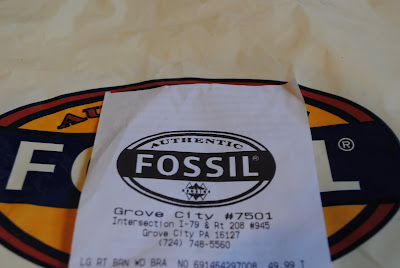 AUTHENTIC
FOSSIL®
Grove City #7501
Intersection I-79 & Rt 208 #945
Grove City PA 16127
(724) 748-5560
LG RT BRN WD BRA NO 691464297008 49.99 T
FOSSIL
®